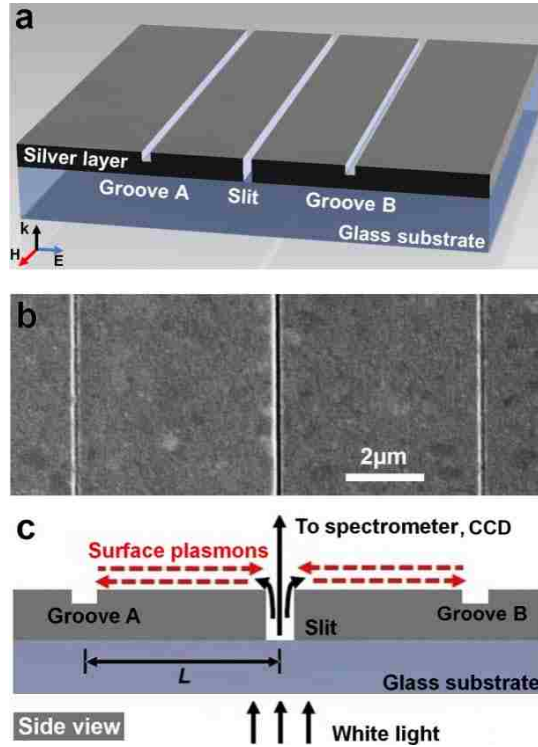 a
Silver layer
Groove A
Slit
Groove B
Glass substrate
k
H
E
b
2μm
c
To spectrometer, CCD
Surface plasmons
Groove A
Groove B
Slit
L
Glass substrate
Side view
White light